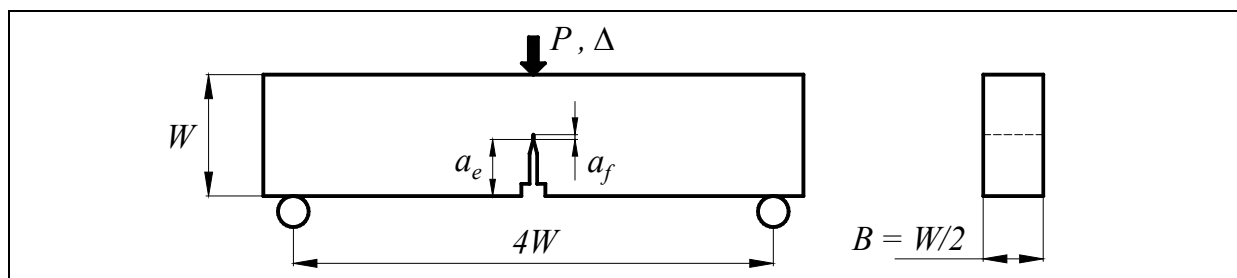 P , Δ
W
a_e
a_f
4W
B = W/2